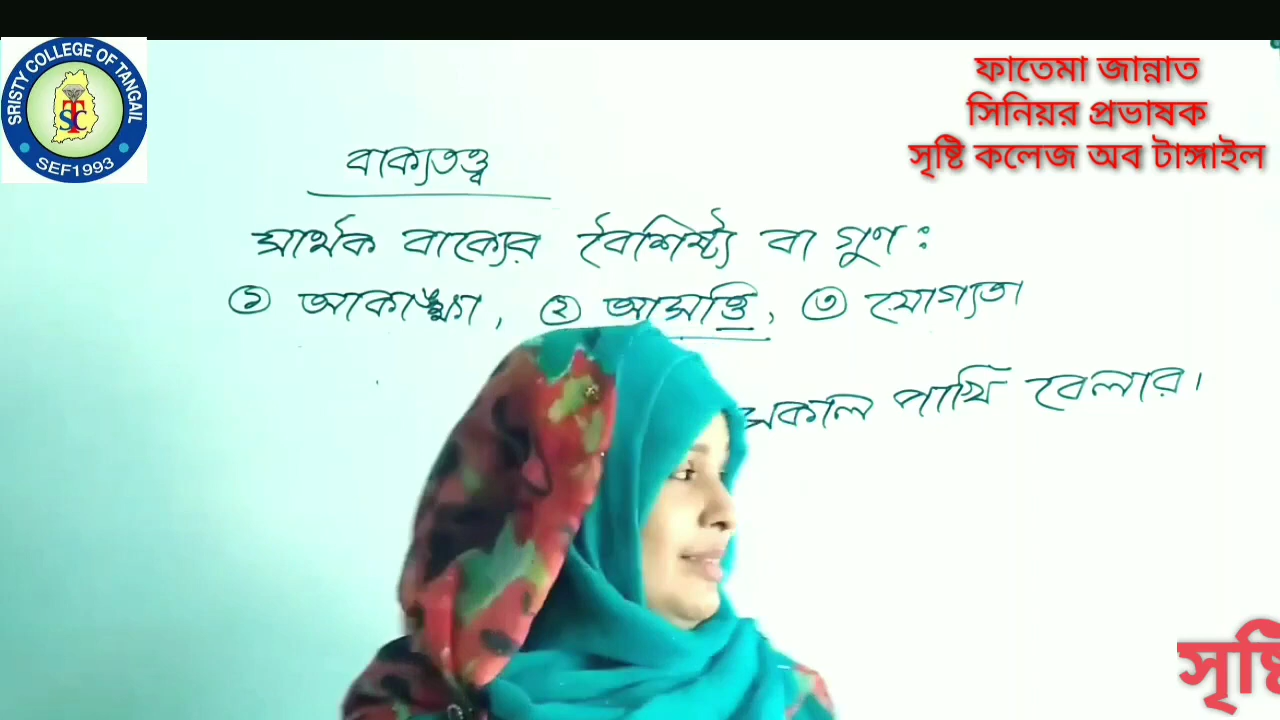 SRISTY COLLEGE OF TANGAIL
STC
SEF1993
ফাতেমা জান্নাত
সিনিয়র প্রভাষক
সৃষ্টি কলেজ অব টাঙ্গাইল
বাক্যতত্ত্ব
সার্থক বাক্যের বৈশিষ্ট্য বা গুণ :
১ আকাঙ্ক্ষা, ২ আসত্তি, ৩ যোগ্যতা
সকাল পাখি বেলার।
সৃষ্টি